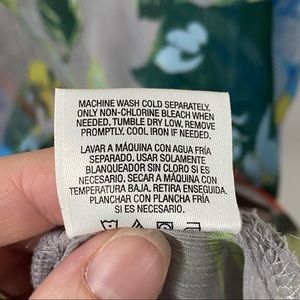 MACHINE WASH COLD SEPARATELY,
ONLY NON-CHLORINE BLEACH WHEN
NEEDED. TUMBLE DRY LOW, REMOVE
PROMPTLY. COOL IRON IF NEEDED.
LAVAR A MÁQUINA CON AGUA FRÍA
SEPARADO. USAR SOLAMENTE
BLANQUEADOR SIN CLORO SI ES
NECESARIO. SECAR A MÁQUINA CON
TEMPERATURA BAJA. RETIRA ENSEGUIDA.
PLANCHAR CON PLANCHA FRÍA
SI ES NECESARIO.